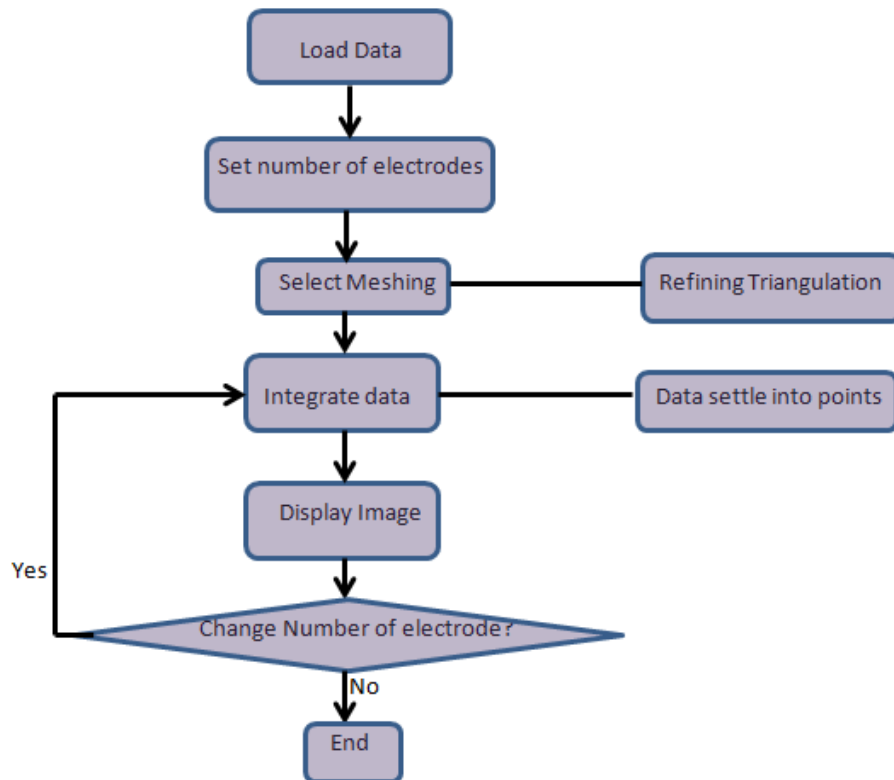 Load Data
Set number of electrodes
Select Meshing
Refining Triangulation
Integrate data
Data settle into points
Display Image
Yes
Change Number of electrode?
No
End